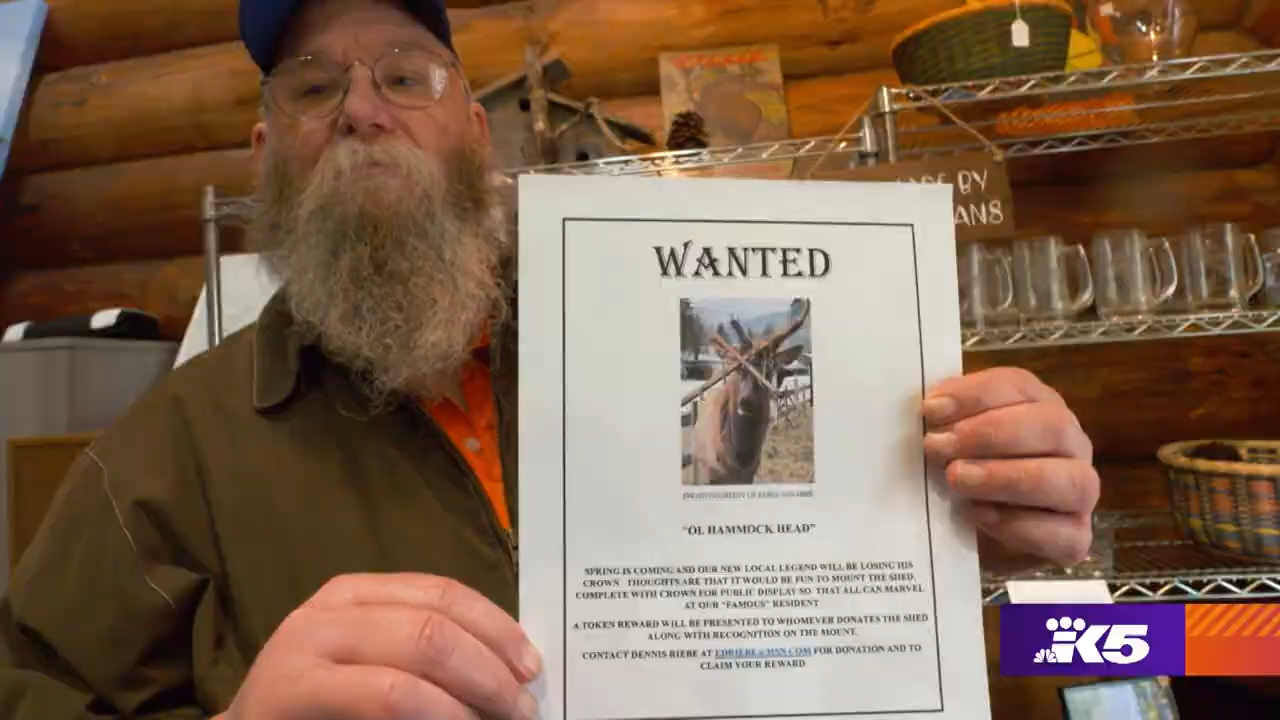 BY
ANS
WANTED
"OL HAMMOCK HEAD"
SPRING IS COMING AND OUR NEW LOCAL LEGEND WILL BE LOSING HIS
CROWN THOUGHTS ARE THAT IT WOULD BE FUN TO MOUNT THE SHED,
COMPLETE WITH CROWN FOR PUBLIC DISPLAY SO THAT ALL CAN MARVEL
AT OUR "FAMOUS" RESIDENT
A TOKEN REWARD WILL BE PRESENTED TO WHOMEVER DONATES THE SHED
ALONG WITH RECOGNITION ON THE MOUNT.
CONTACT DENNIS RIEBE AT FOR DONATION AND TO
CLAIM YOUR REWARD
K5